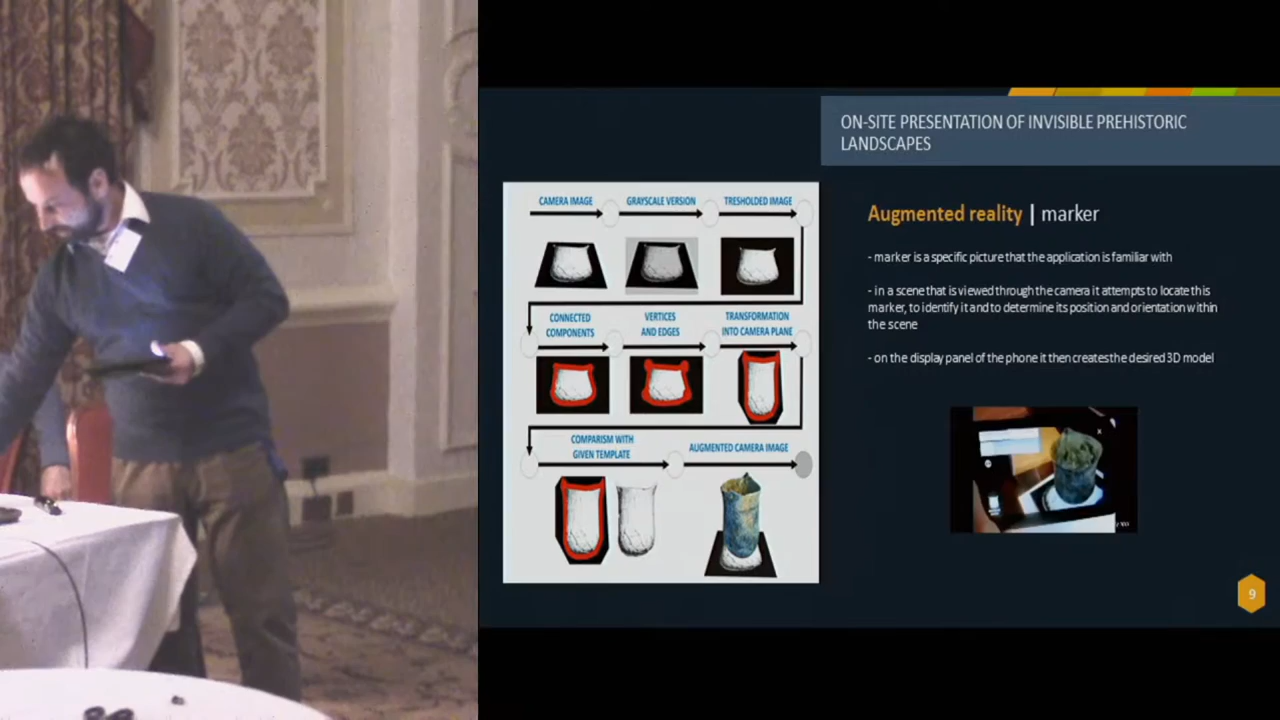 ON-SITE PRESENTATION OF INVISIBLE PREHISTORIC
LANDSCAPES
CAMERA IMAGE
GRAYSCALE VERSION
TRESHOLDED IMAGE
CONNECTED
COMPONENTS
VERTICES
AND EDGES
TRANSFORMATION
INTO CAMERA PLANE
COMPARISM WITH
GIVEN TEMPLATE
AUGMENTED CAMERA IMAGE
Augmented reality | marker
- marker is a specific picture that the application is familiar with
- in a scene that is viewed through the camera it attempts to locate this
marker, to identify it and to determine its position and orientation within
the scene
- on the display panel of the phone it then creates the desired 3D model
9